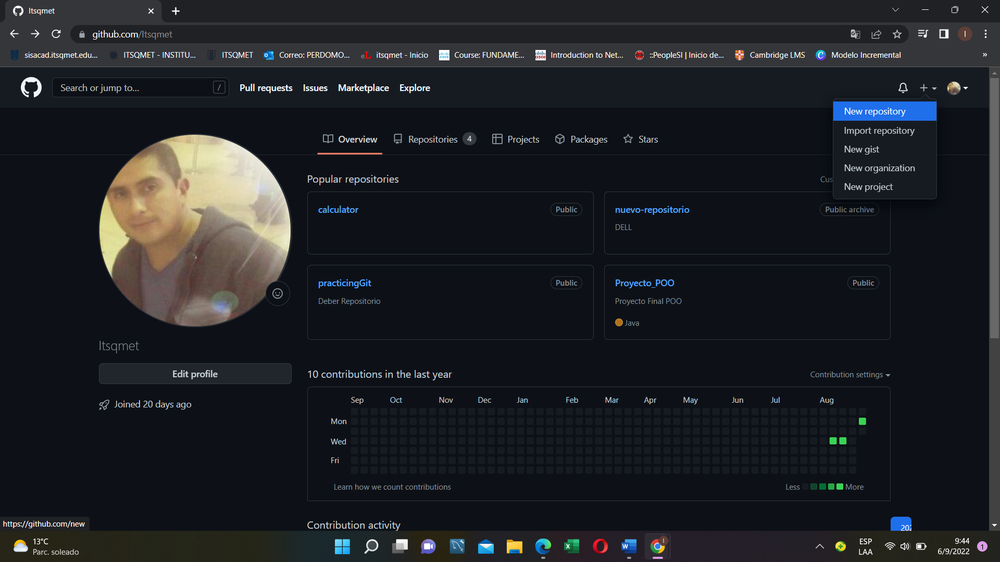 Itsqmet
github.com/Itsqmet
sisacad.itsqmet.edu...
ITSQMET - INSTITU...
ITSQMET
Correo: PERDOMO...
eL itsqmet - Inicio
Course: FUNDAME...
Introduction to Net...
::PeopleSI | Inicio de...
Cambridge LMS
Modelo Incremental
»
I
Search or jump to...
/
Pull requests
Issues
Marketplace
Explore
New repository
Import repository
New gist
New organization
New project
Overview
Repositories 4
Projects
Packages
Stars
Popular repositories
Cus
calculator
Public
nuevo-repositorio
Public archive
DELL
practicingGit
Public
Deber Repositorio
Proyecto_POO
Public
Proyecto Final POO
Java
Itsqmet
Edit profile
Joined 20 days ago
10 contributions in the last year
Contribution settings
Sep Oct Nov Dec Jan Feb Mar Apr May Jun Jul Aug
Mon
Wed
Fri
Learn how we count contributions
Less More
Contribution activity
202
https://github.com/new
13°C
Parc. soleado
ESP
LAA
9:44
6/9/2022
1